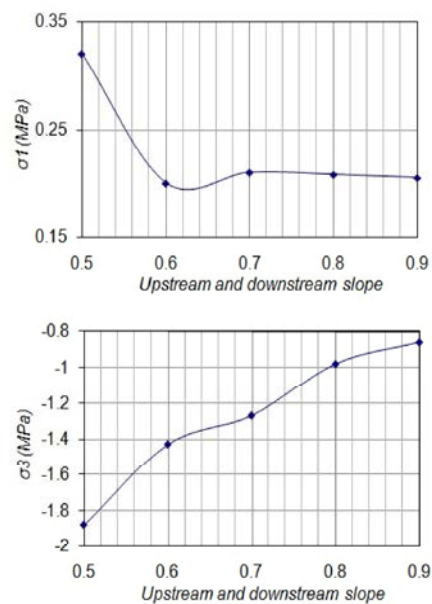 0.35
0.25
0.15
σ1 (MPa)
0.5 0.6 0.7 0.8 0.9
Upstream and downstream slope
-0.8
-1
-1.2
-1.4
-1.6
-1.8
-2
σ3 (MPa)
0.5 0.6 0.7 0.8 0.9
Upstream and downstream slope